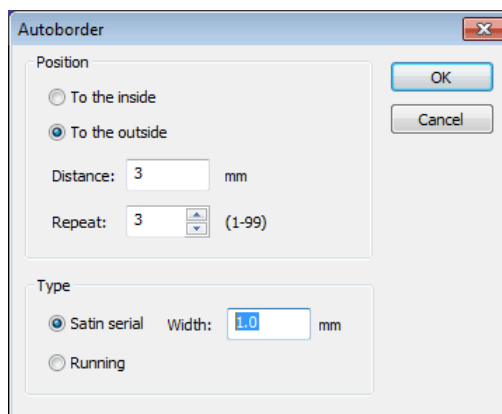 Autoborder
Position
To the inside
To the outside
Distance: 3 mm
Repeat: 3 (1-99)
Type
Satin serial Width: 1.0 mm
Running
OK
Cancel